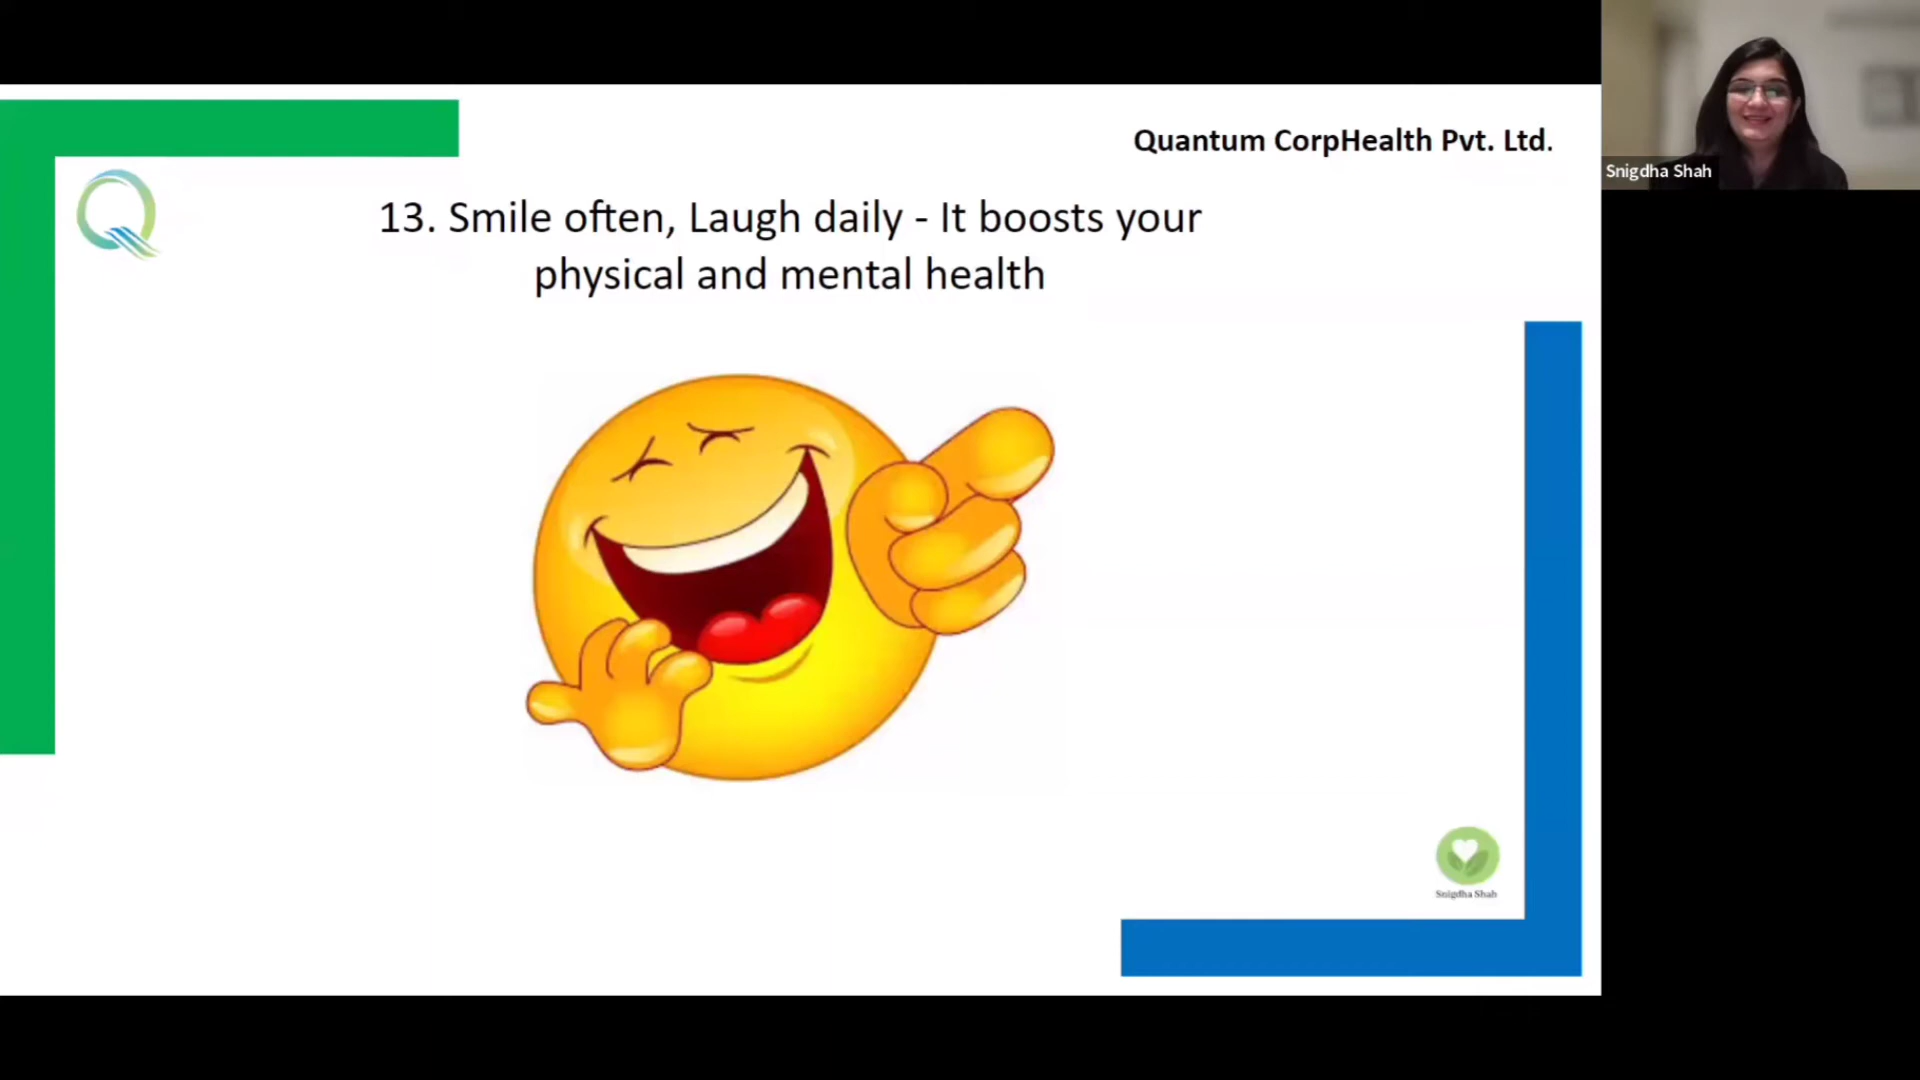 Quantum CorpHealth Pvt. Ltd.
Snigdha Shah
13. Smile often, Laugh daily - It boosts your
physical and mental health
Snigdha Shah